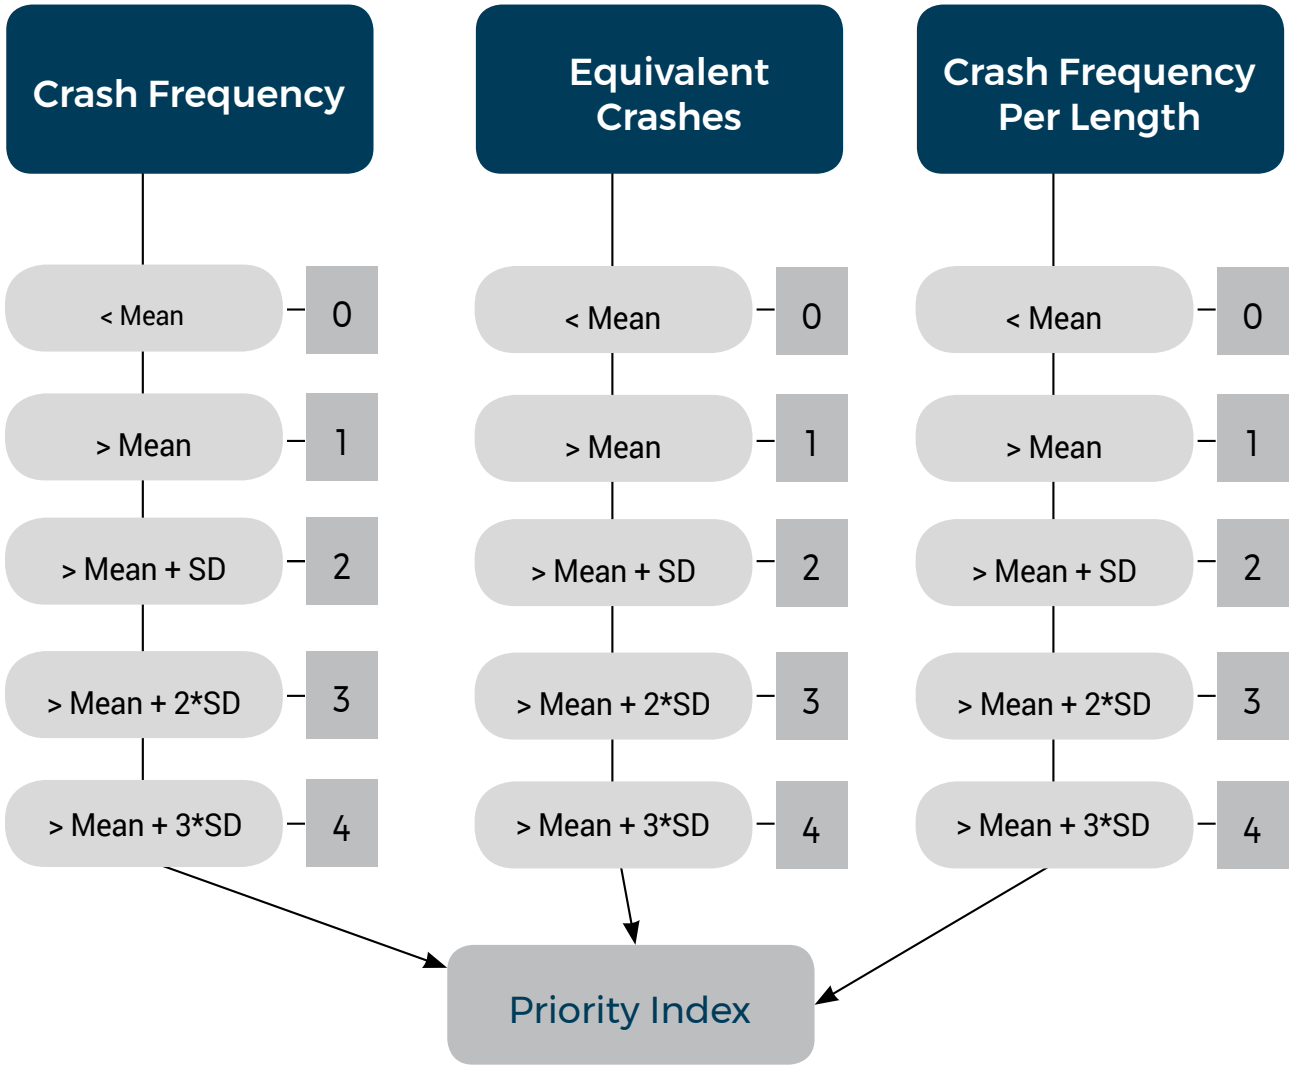 Crash Frequency
Equivalent
Crashes
Crash Frequency
Per Length
< Mean
0
< Mean
0
< Mean
0
> Mean
1
> Mean
1
> Mean
1
> Mean + SD
2
> Mean + SD
2
> Mean + SD
2
> Mean + 2*SD
3
> Mean + 2*SD
3
> Mean + 2*SD
3
> Mean + 3*SD
4
> Mean + 3*SD
4
> Mean + 3*SD
4
Priority Index